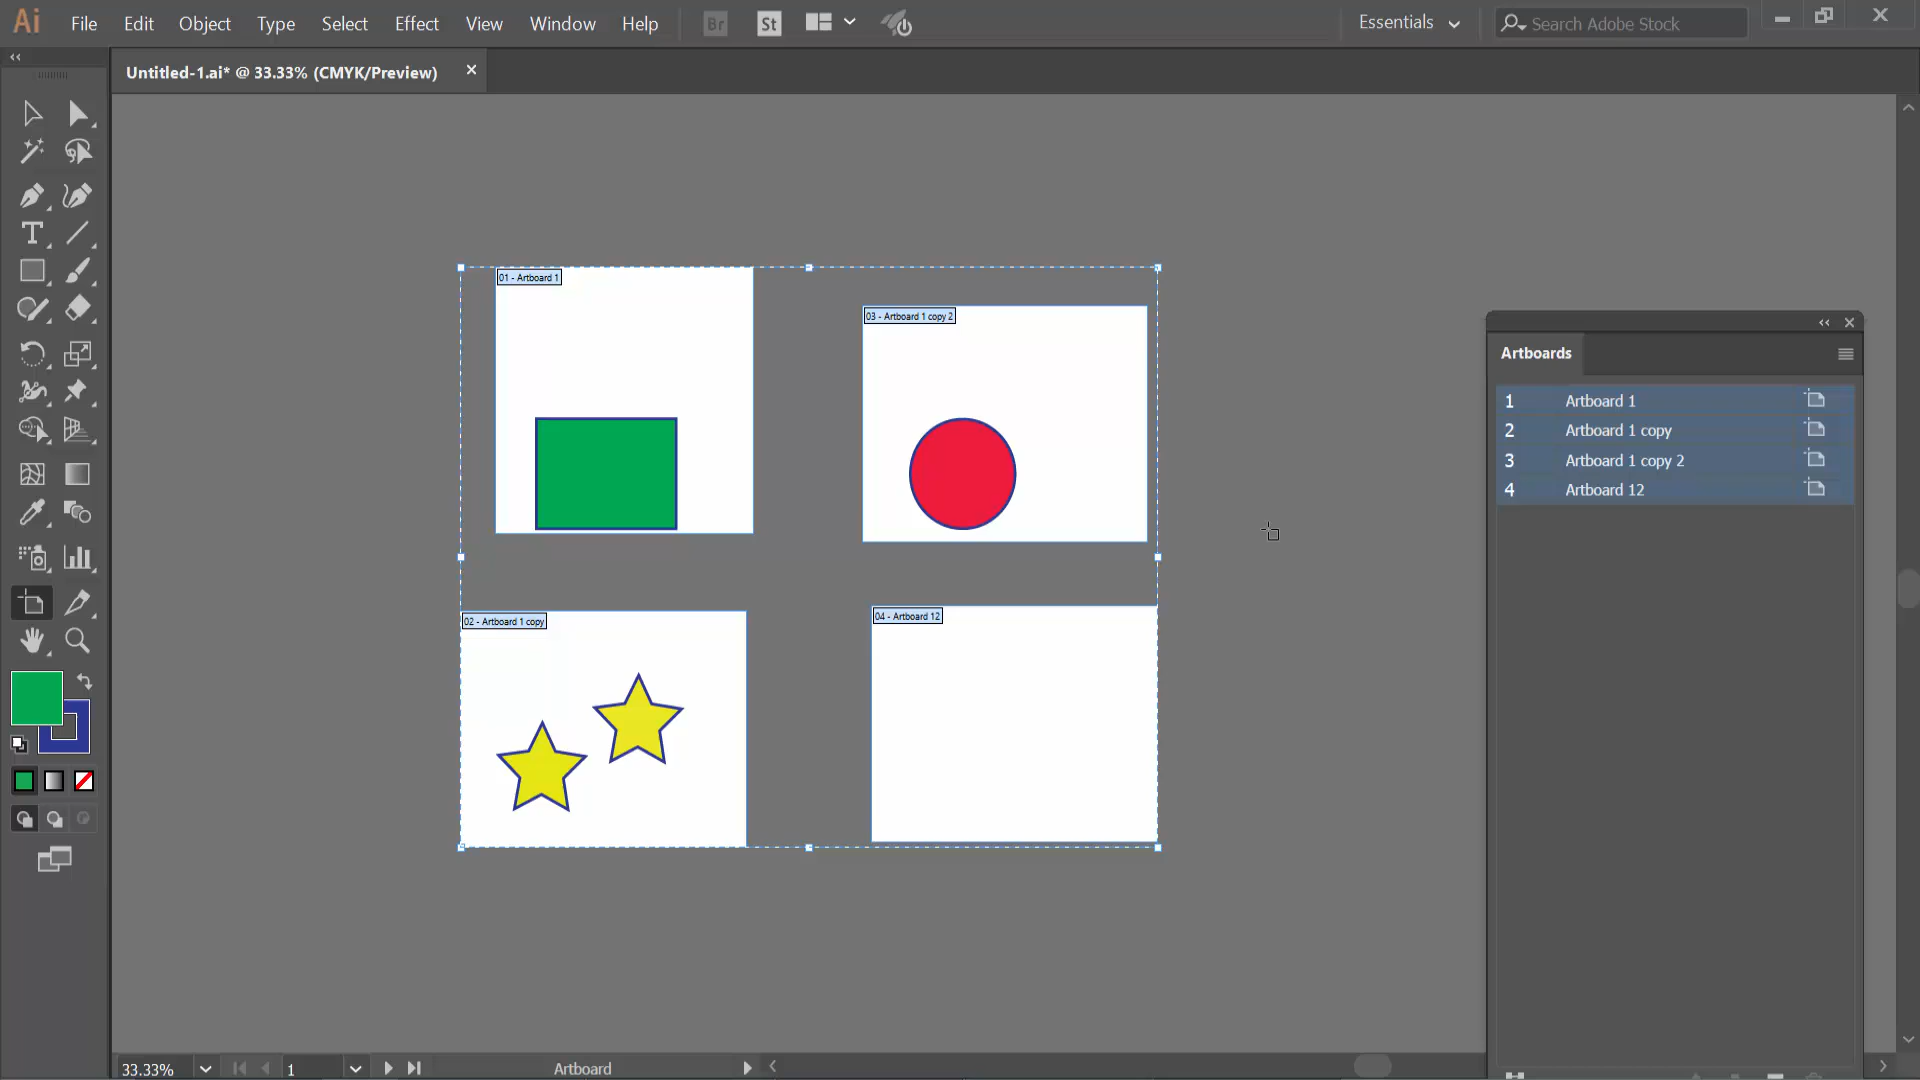 Ai File Edit Object Type Select Effect View Window Help Br St Essentials Search Adobe Stock
Untitled-1.ai* @ 33.33% (CMYK/Preview)
01 - Artboard 1
03 - Artboard 1 copy 2
Artboards
1 Artboard 1
2 Artboard 1 copy
3 Artboard 1 copy 2
4 Artboard 12
02 - Artboard 1 copy
04 - Artboard 12
33.33% 1 Artboard